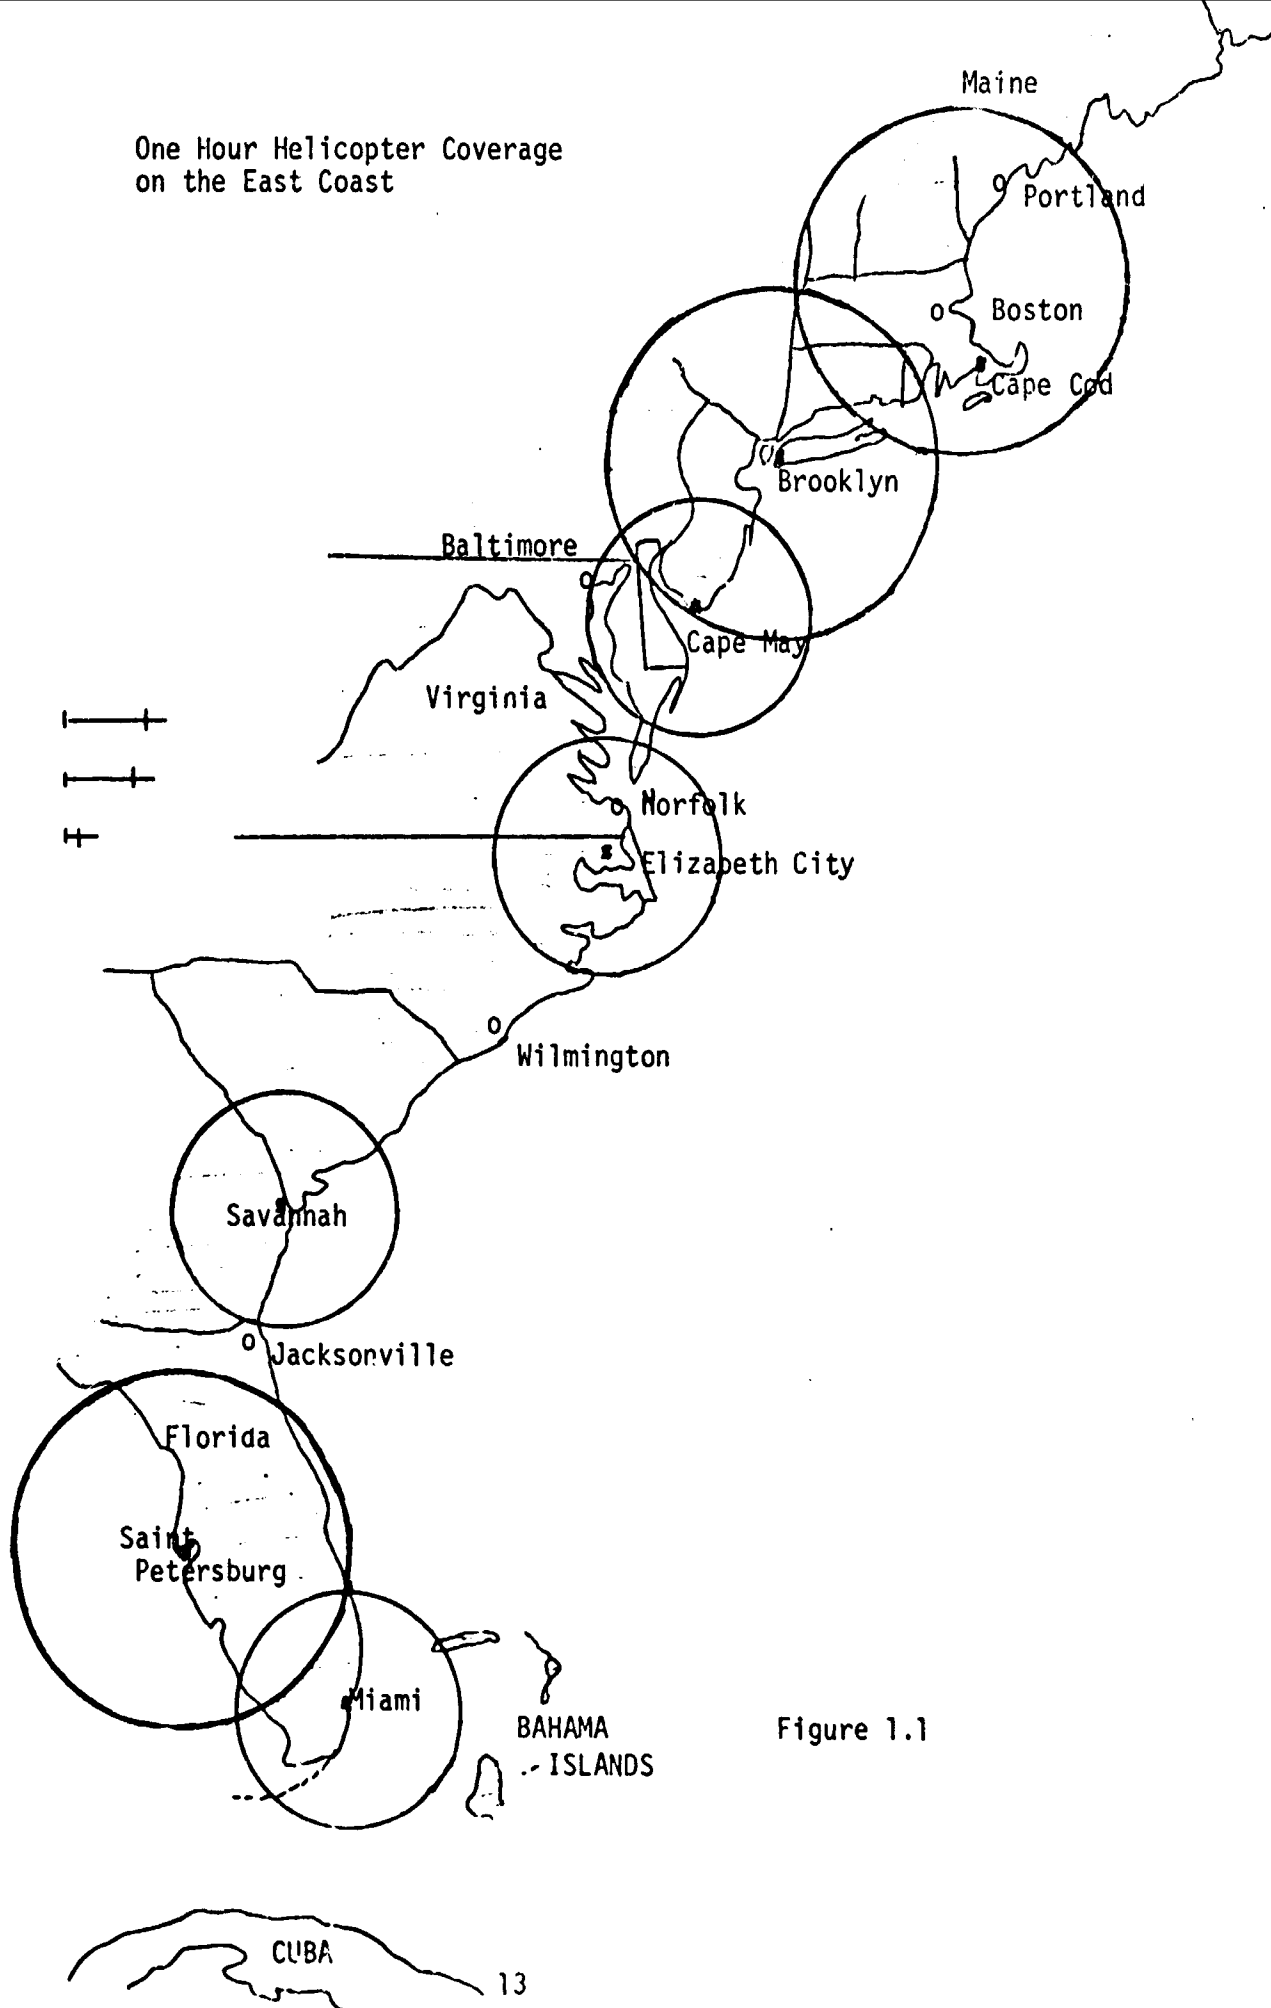 Maine
One Hour Helicopter Coverage
on the East Coast
Portland
Boston
Cape Cod
Brooklyn
Baltimore
Cape May
Virginia
Norfolk
Elizabeth City
Wilmington
Savannah
Jacksonville
Florida
Saint
Petersburg
Miami
BAHAMA
ISLANDS
Figure 1.1
CUBA
13